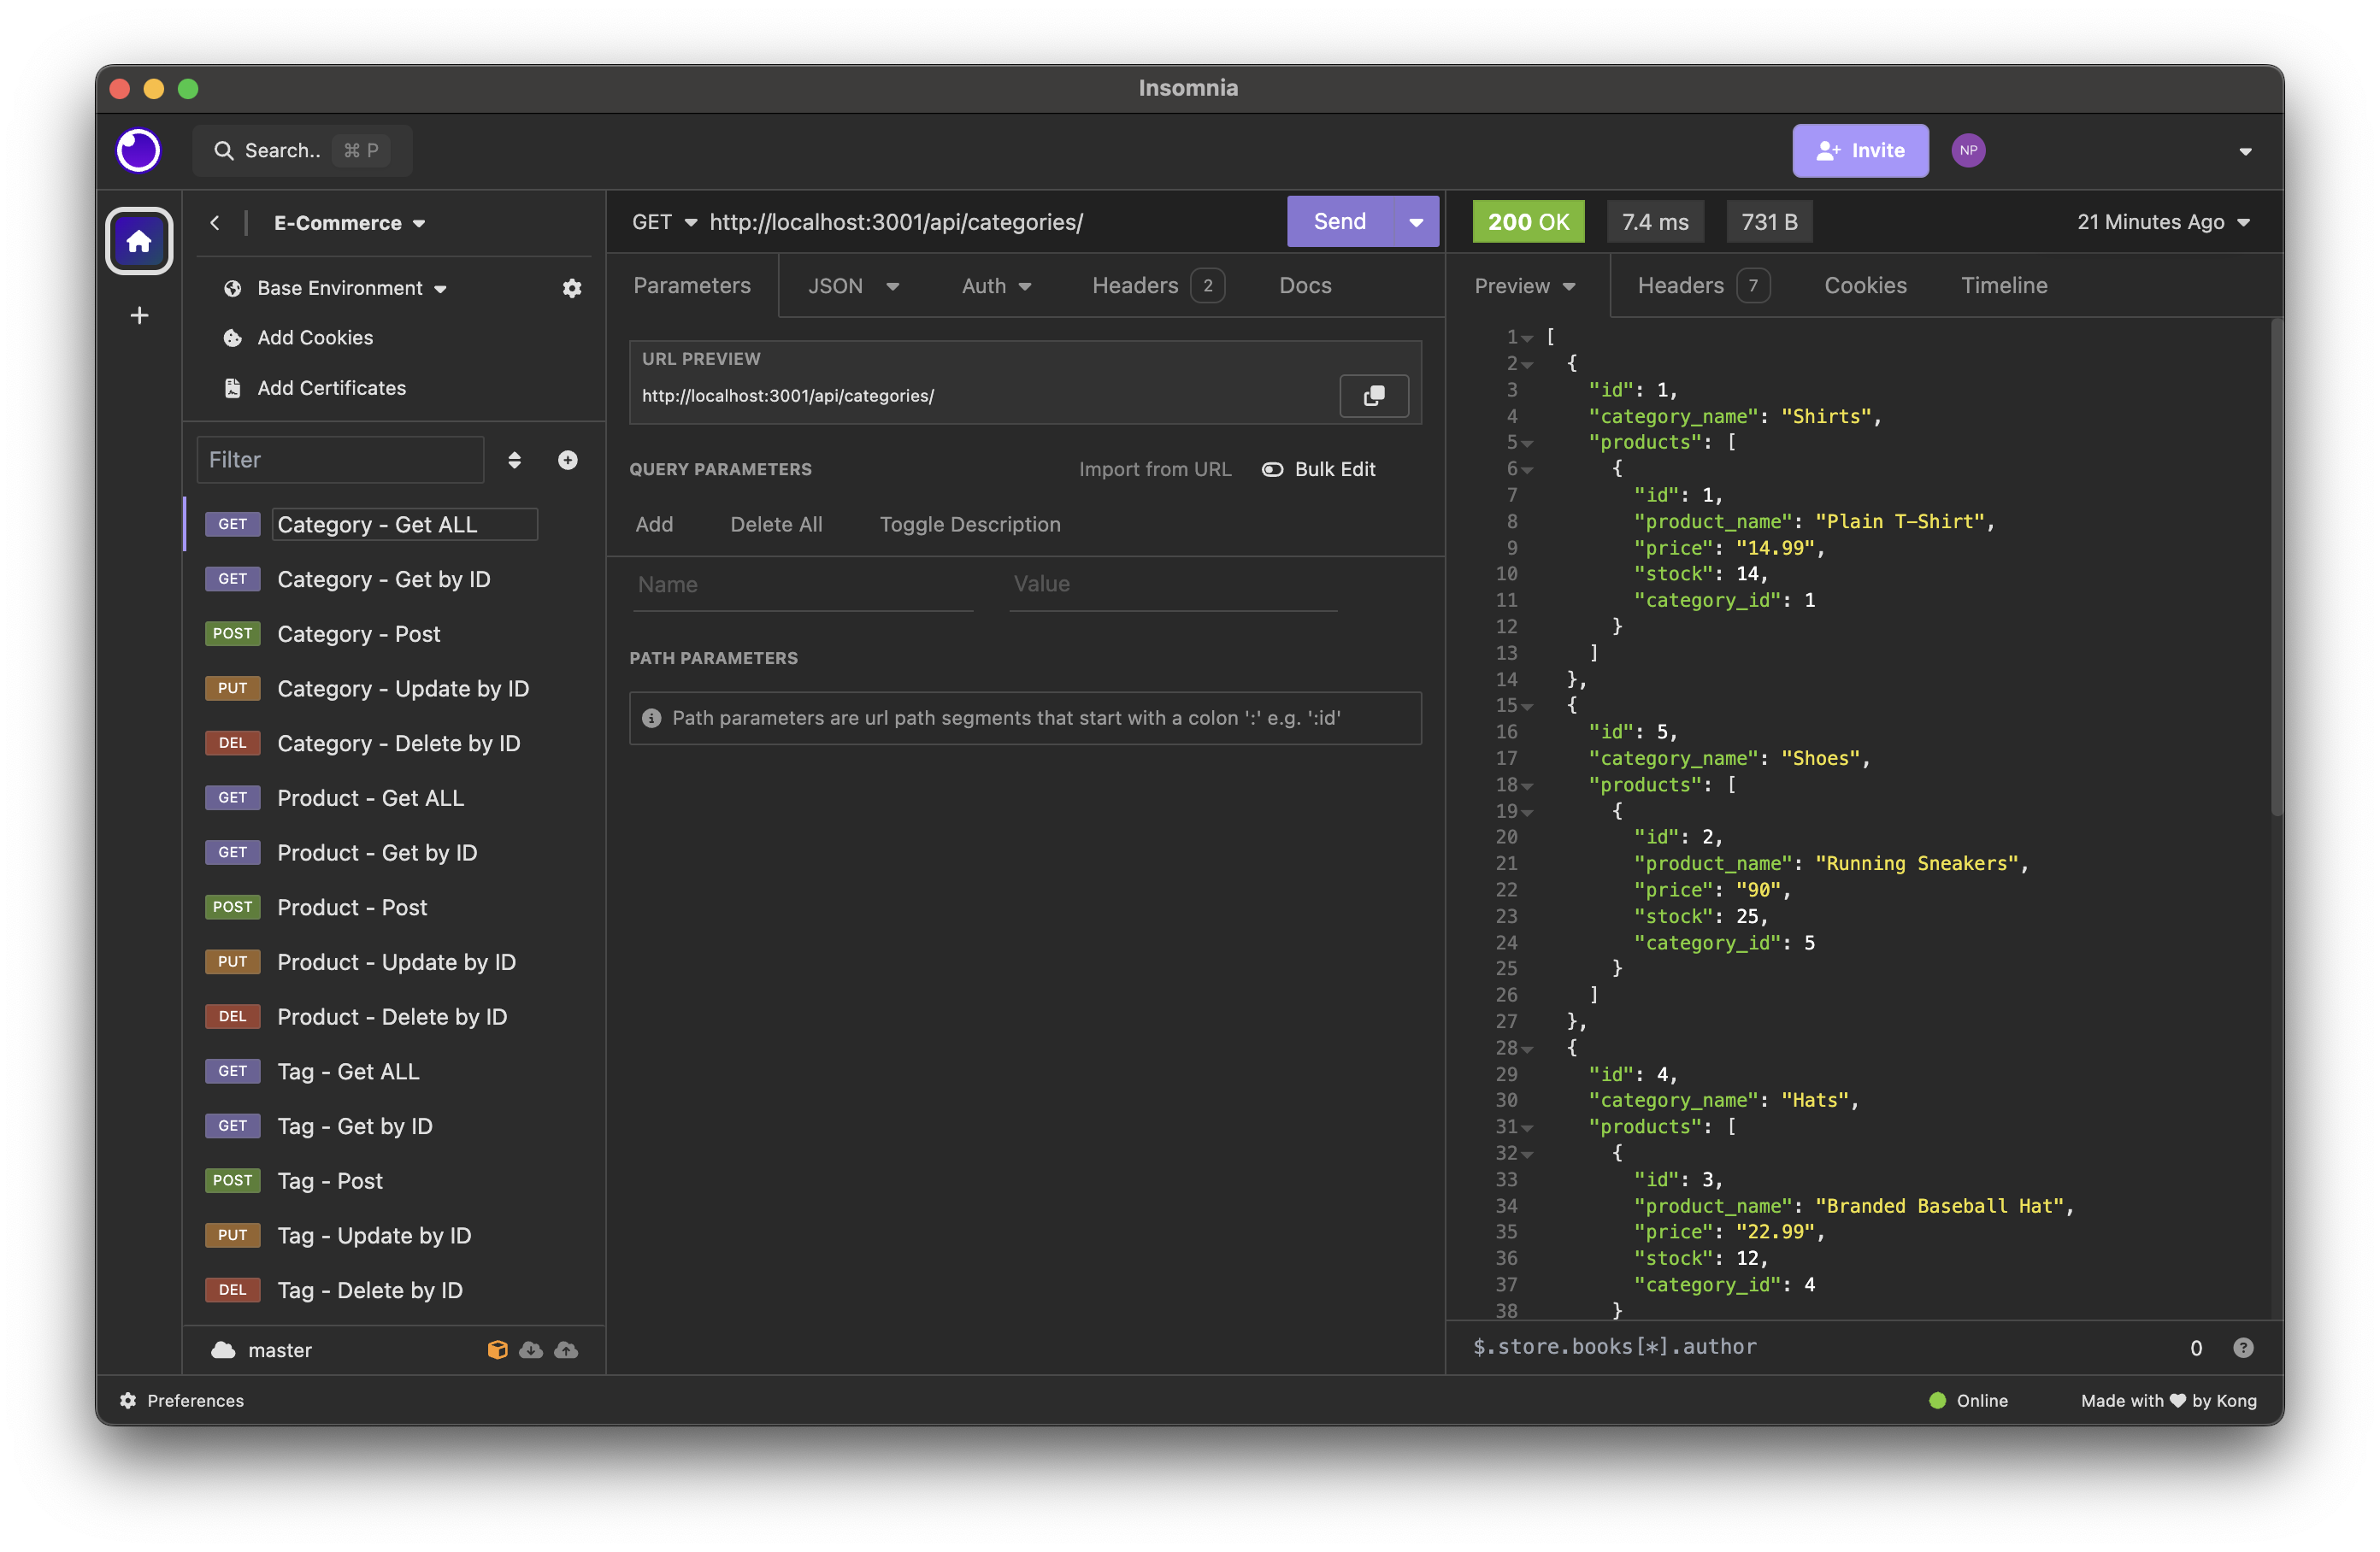 Insomnia
Search.. ⌘ P
Invite
NP
E-Commerce
Base Environment
Add Cookies
Add Certificates
Filter
GET Category - Get ALL
GET Category - Get by ID
POST Category - Post
PUT Category - Update by ID
DEL Category - Delete by ID
GET Product - Get ALL
GET Product - Get by ID
POST Product - Post
PUT Product - Update by ID
DEL Product - Delete by ID
GET Tag - Get ALL
GET Tag - Get by ID
POST Tag - Post
PUT Tag - Update by ID
DEL Tag - Delete by ID
master
GET http://localhost:3001/api/categories/ Send
Parameters JSON Auth Headers 2 Docs
URL PREVIEW
http://localhost:3001/api/categories/
QUERY PARAMETERS Import from URL Bulk Edit
Add Delete All Toggle Description
Name Value
PATH PARAMETERS
Path parameters are url path segments that start with a colon ':' e.g. ':id'
200 OK 7.4 ms 731 B 21 Minutes Ago
Preview Headers 7 Cookies Timeline
1 [
2 {
3 "id": 1,
4 "category_name": "Shirts",
5 "products": [
6 {
7 "id": 1,
8 "product_name": "Plain T-Shirt",
9 "price": "14.99",
10 "stock": 14,
11 "category_id": 1
12 }
13 ]
14 },
15 {
16 "id": 5,
17 "category_name": "Shoes",
18 "products": [
19 {
20 "id": 2,
21 "product_name": "Running Sneakers",
22 "price": "90",
23 "stock": 25,
24 "category_id": 5
25 }
26 ]
27 },
28 {
29 "id": 4,
30 "category_name": "Hats",
31 "products": [
32 {
33 "id": 3,
34 "product_name": "Branded Baseball Hat",
35 "price": "22.99",
36 "stock": 12,
37 "category_id": 4
38 }
$.store.books[*].author 0 ?
Preferences
Online
Made with ♥ by Kong